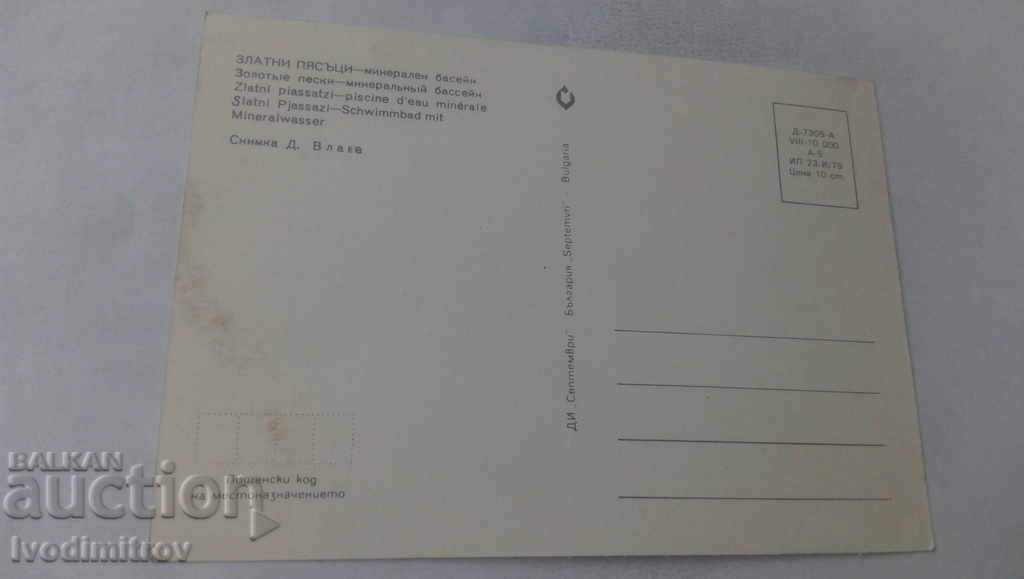 ЗЛАТНИ ПЯСЪЦИ—минерален басейн
Золотые пески—минеральный бассейн
Zlatni piassatzi—piscine d'eau minérale
Slatni Pjassazi—Schwimmbad mit
Mineralwasser
Снимка Д. Влаев
ДИ „Септември" България „Septemvri" - Bulgaria
Д-7305-А
VIII-10 000
А-5
ИП 23-И/75
Цена 10 ст.
Пощенски код
на местоназначението
BALKAN
auction
Ivodimitrov